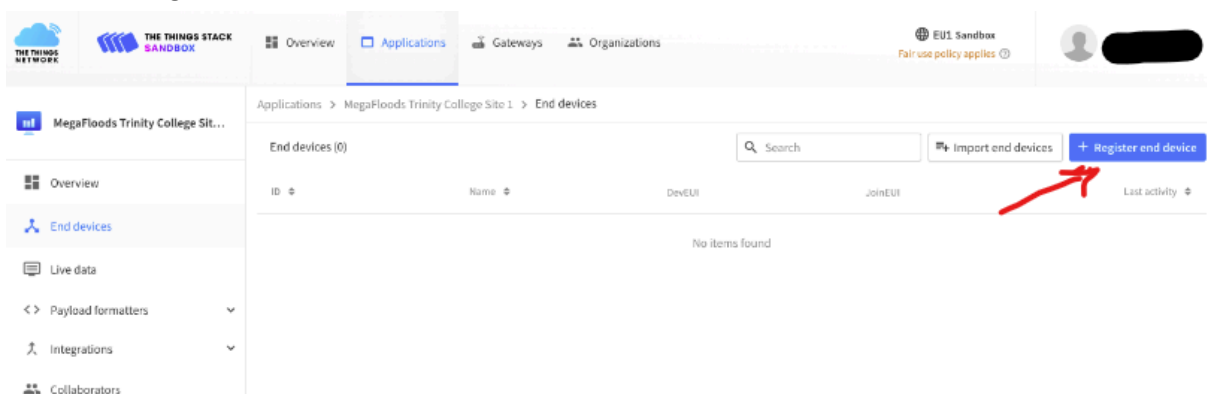 THE THINGS NETWORK
THE THINGS STACK
SANDBOX
Overview
Applications
Gateways
Organizations
EU1 Sandbox
Fair use policy applies
MegaFloods Trinity College Sit...
Applications > MegaFloods Trinity College Site 1 > End devices
End devices (0)
Search
Import end devices
+ Register end device
ID
Name
DevEUI
JoinEUI
Last activity
No items found
Overview
End devices
Live data
Payload formatters
Integrations
Collaborators